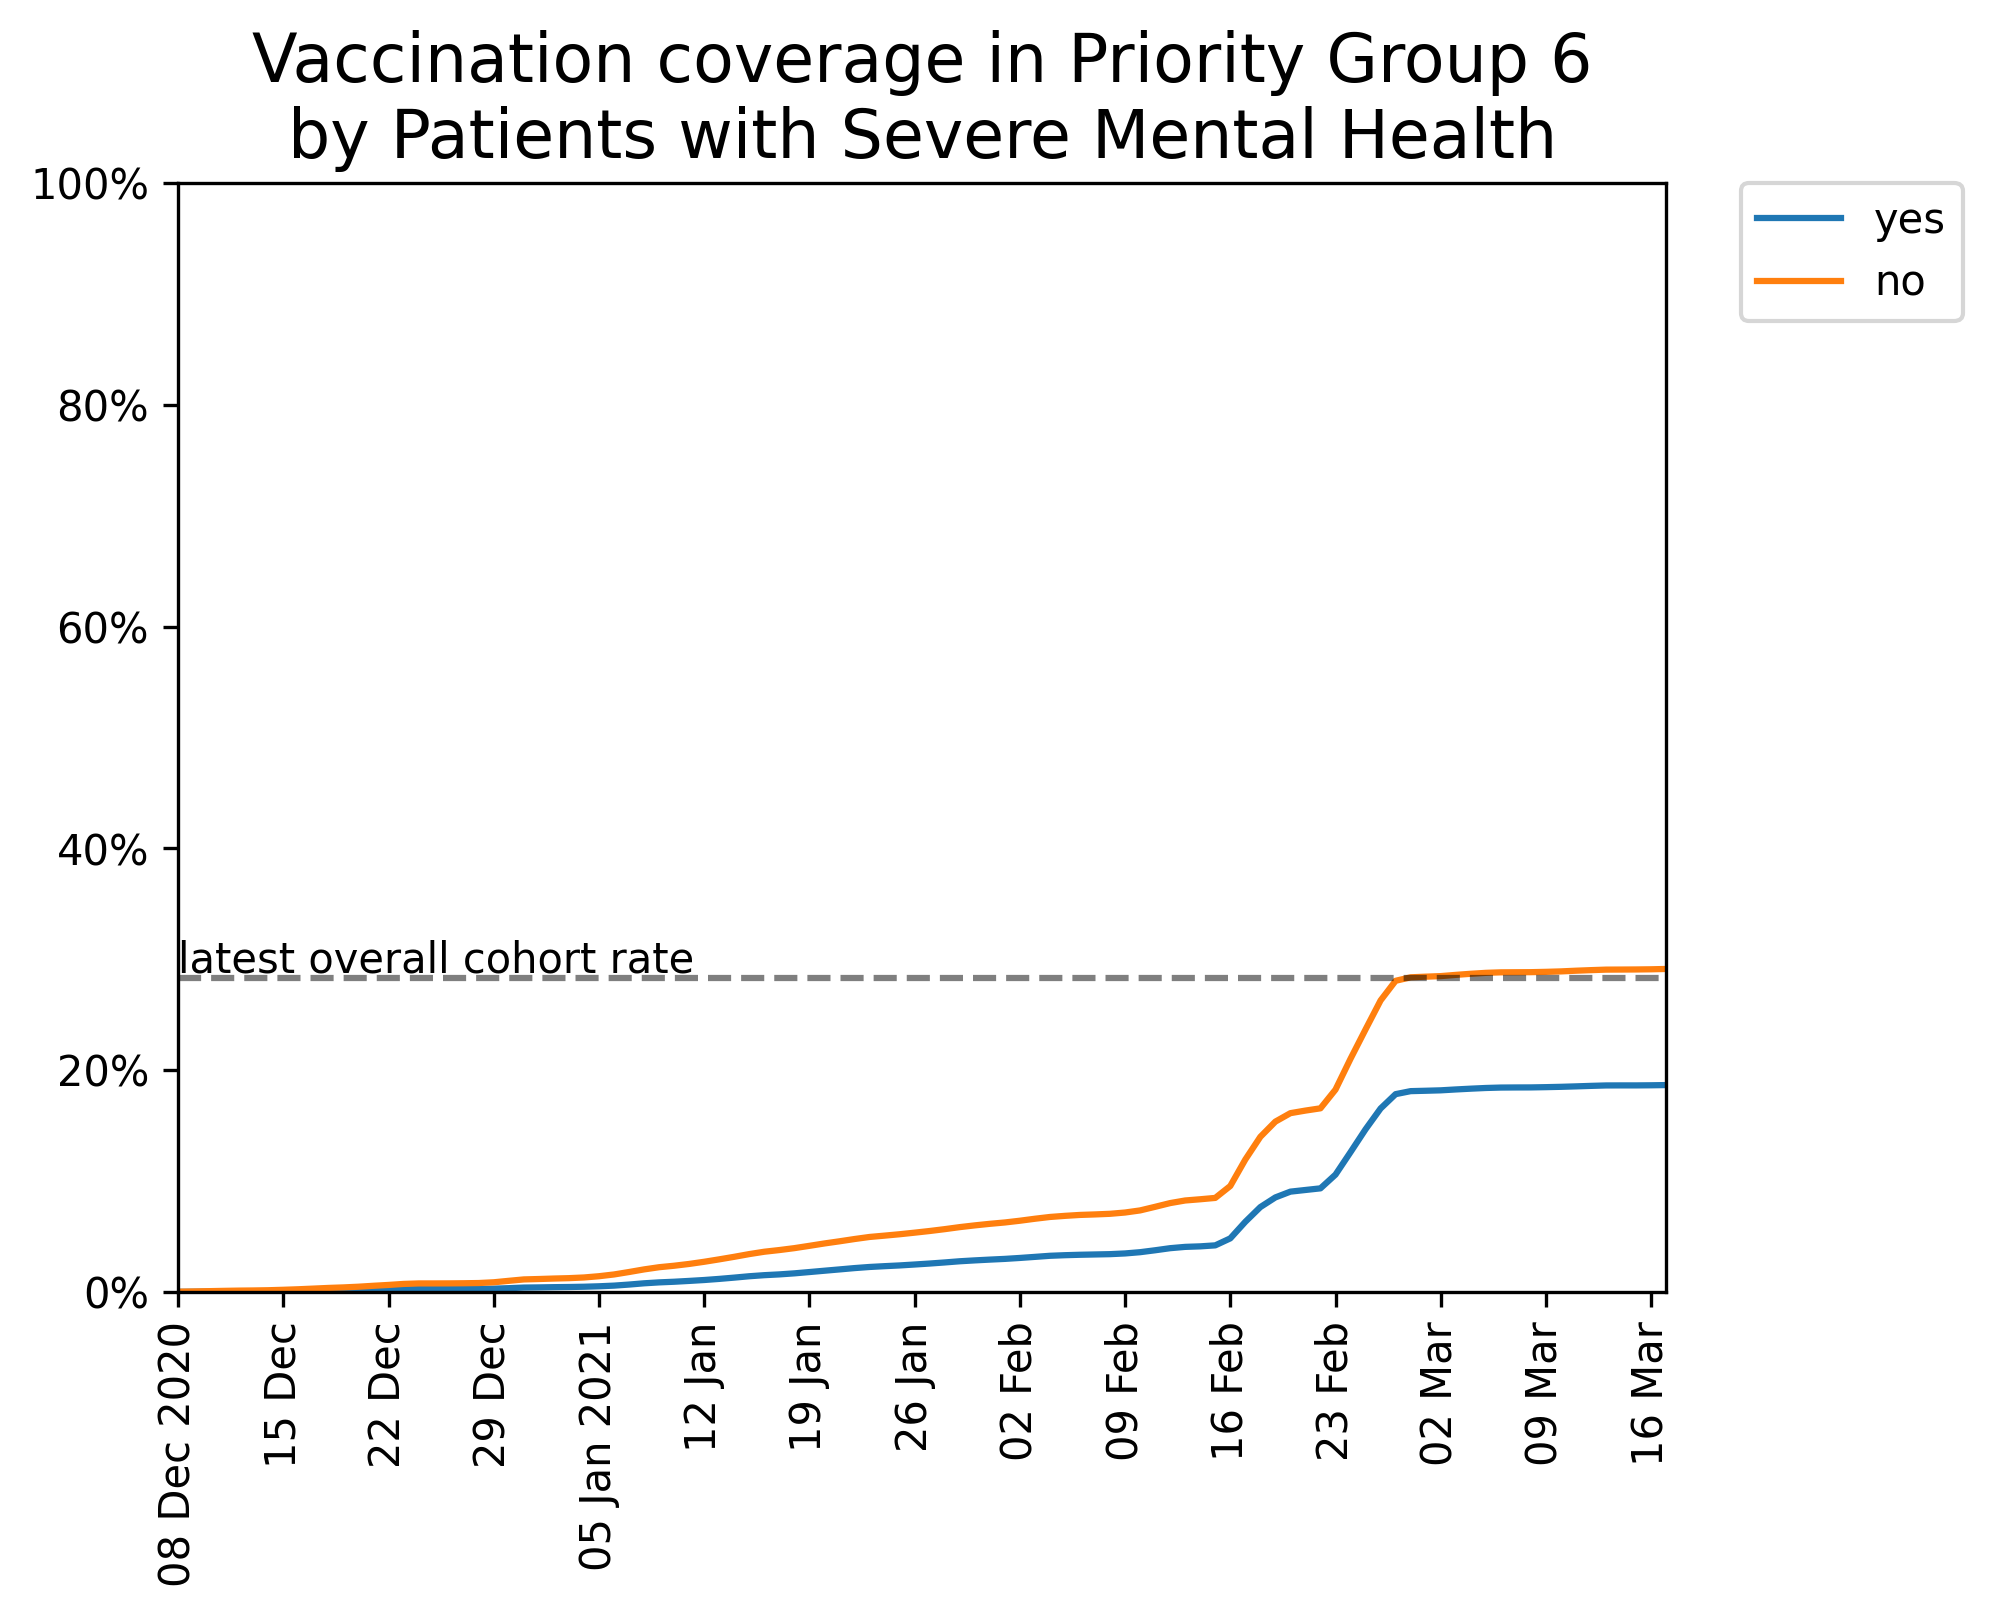 Vaccination coverage in Priority Group 6
by Patients with Severe Mental Health
100%
80%
60%
40%
20%
0%
latest overall cohort rate
yes
no
08 Dec 2020
15 Dec
22 Dec
29 Dec
05 Jan 2021
12 Jan
19 Jan
26 Jan
02 Feb
09 Feb
16 Feb
23 Feb
02 Mar
09 Mar
16 Mar